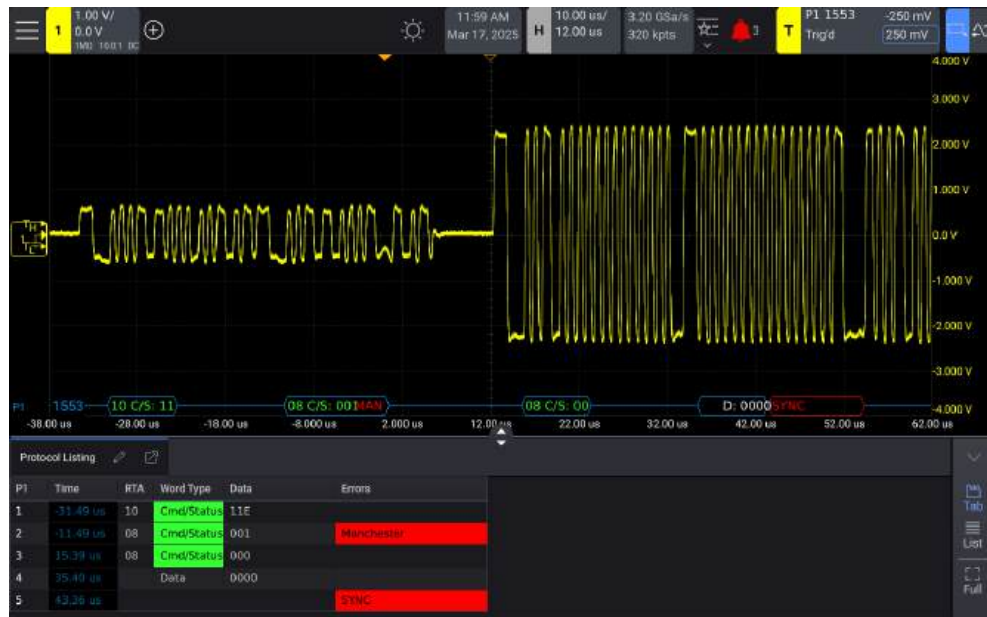 1
1.00 V/
0.0 V
1MΩ 10.0:1 DC
11:59 AM
Mar 17, 2025
H
10.00 us/
12.00 us
3.20 GSa/s
320 kpts
3
T
P1 1553
Trig'd
-250 mV
250 mV
4.000 V
3.000 V
2.000 V
1.000 V
0.0 V
-1.000 V
-2.000 V
-3.000 V
-4.000 V
TH
1
TL
P1 1553 10 C/S: 11 08 C/S: 001 MAN 08 C/S: 00 D: 0000 SYNC
-38.00 us -28.00 us -18.00 us -8.000 us 2.000 us 12.00 us 22.00 us 32.00 us 42.00 us 52.00 us 62.00 us
Protocol Listing
P1 Time RTA Word Type Data Errors
1 -31.49 us 10 Cmd/Status 11E
2 -11.49 us 08 Cmd/Status 001 Manchester
3 15.39 us 08 Cmd/Status 000
4 35.40 us Data 0000
5 43.36 us SYNC
Tab
List
Full